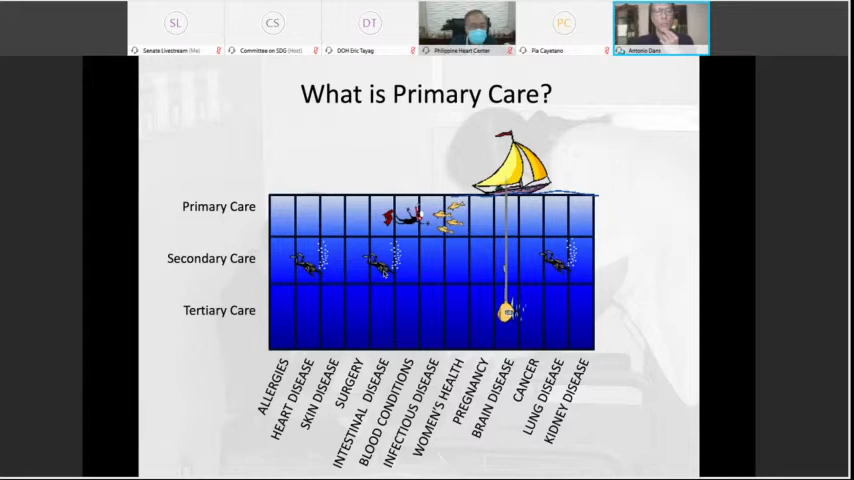 SL
CS
DT
PC
Senate Livestream (Me)
Committee on SDG (Host)
DOH Eric Tayag
Philippine Heart Center
Pia Cayetano
Antonio Dans
What is Primary Care?
Primary Care
Secondary Care
Tertiary Care
ALLERGIES
HEART DISEASE
SKIN DISEASE
SURGERY
INTESTINAL DISEASE
BLOOD CONDITIONS
INFECTIOUS DISEASE
WOMEN'S HEALTH
PREGNANCY
BRAIN DISEASE
CANCER
LUNG DISEASE
KIDNEY DISEASE